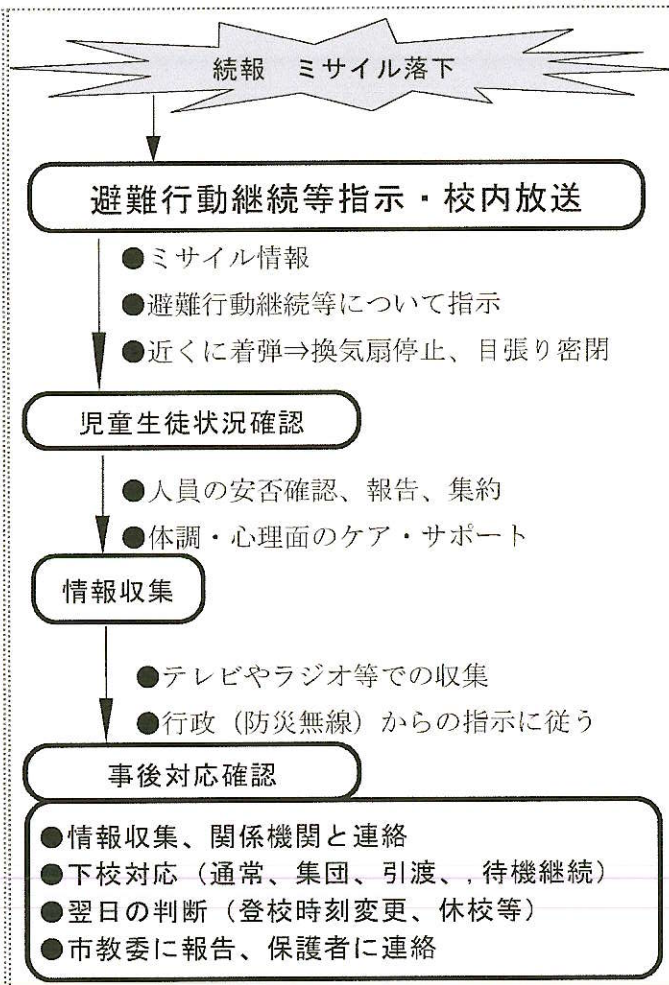 続報　ミサイル落下
避難行動継続等指示・校内放送
●ミサイル情報
●避難行動継続等について指示
●近くに着弾⇒換気扇停止、目張り密閉
児童生徒状況確認
●人員の安否確認、報告、集約
●体調・心理面のケア・サポート
情報収集
●テレビやラジオ等での収集
●行政（防災無線）からの指示に従う
事後対応確認
●情報収集、関係機関と連絡
●下校対応（通常、集団、引渡、，待機継続）
●翌日の判断（登校時刻変更、休校等）
●市教委に報告、保護者に連絡